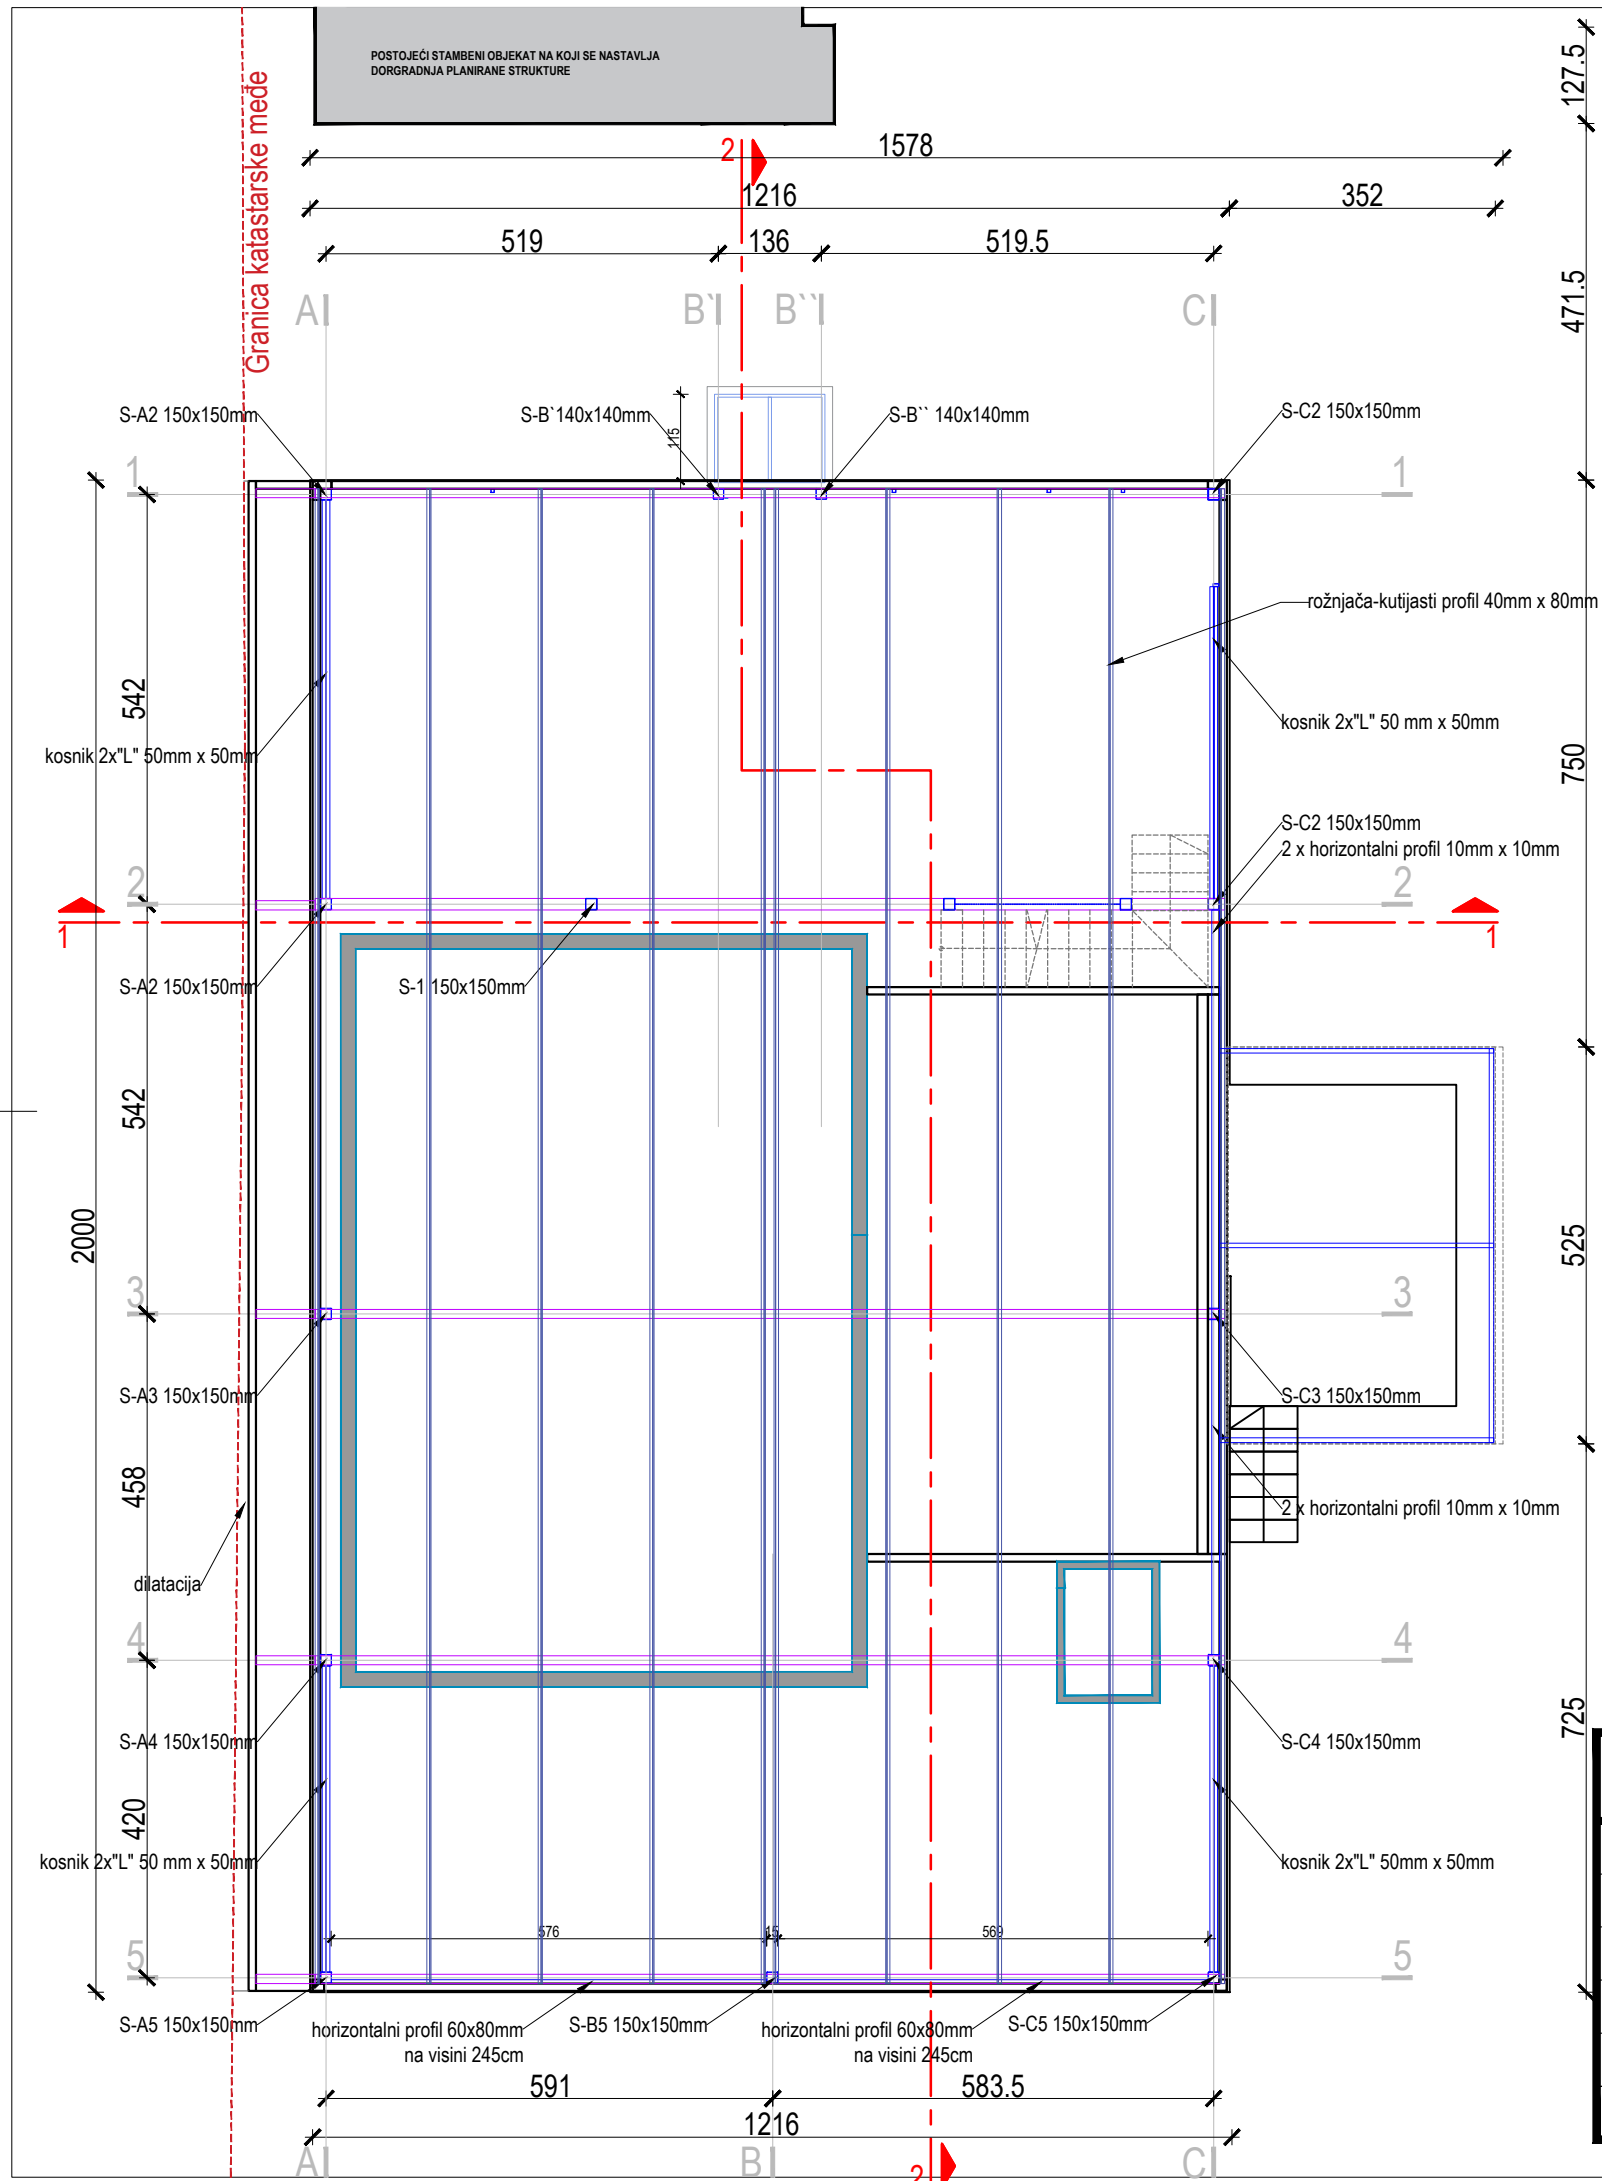 POSTOJEĆI STAMBENI OBJEKAT NA KOJI SE NASTAVLJA
DORGRADNJA PLANIRANE STRUKTURE
Granica katastarske međe
127.5
2
1578
1216
352
519
136
519.5
471.5
A
B`
B``
C
S-A2 150x150mm
S-B`140x140mm
115
S-B`` 140x140mm
S-C2 150x150mm
1
1
rožnjača-kutijasti profil 40mm x 80mm
542
kosnik 2x"L" 50mm x 50mm
kosnik 2x"L" 50 mm x 50mm
750
S-C2 150x150mm
2 x horizontalni profil 10mm x 10mm
2
2
1
1
S-A2 150x150mm
S-1 150x150mm
542
2000
525
3
3
S-A3 150x150mm
S-C3 150x150mm
458
2 x horizontalni profil 10mm x 10mm
dilatacija
4
4
S-A4 150x150mm
S-C4 150x150mm
725
420
kosnik 2x"L" 50 mm x 50mm
kosnik 2x"L" 50mm x 50mm
576
15
569
5
5
S-A5 150x150mm
horizontalni profil 60x80mm
na visini 245cm
S-B5 150x150mm
horizontalni profil 60x80mm
na visini 245cm
S-C5 150x150mm
591
583.5
1216
A
B
C
2